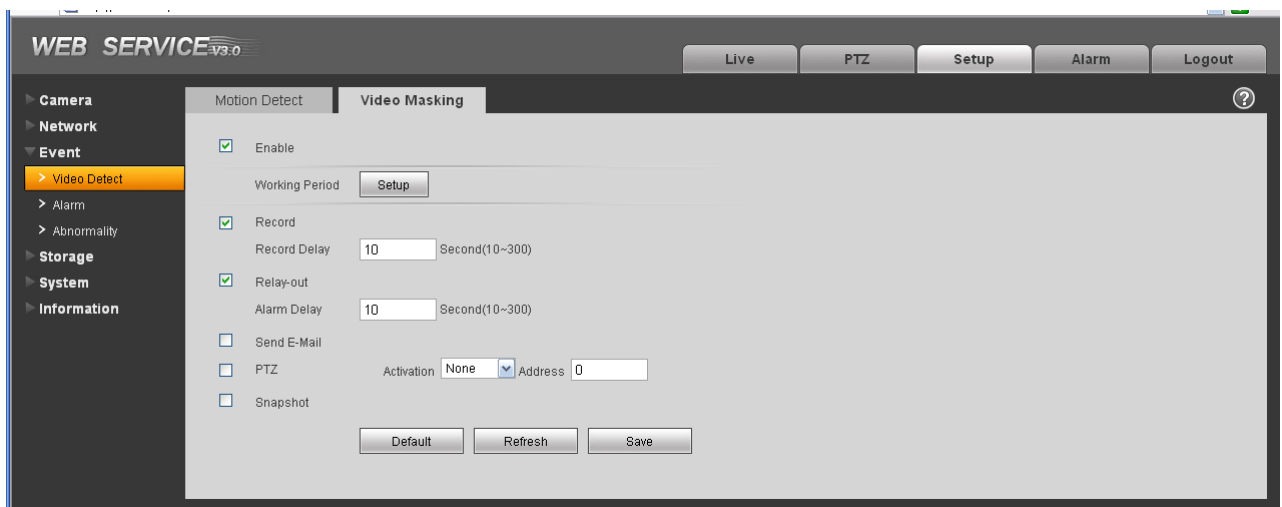 WEB SERVICE V3.0
Live PTZ Setup Alarm Logout
Camera
Network
Event
> Video Detect
> Alarm
> Abnormality
Storage
System
Information
Motion Detect Video Masking ?
Enable
Working Period Setup
Record
Record Delay 10 Second(10~300)
Relay-out
Alarm Delay 10 Second(10~300)
Send E-Mail
PTZ Activation None Address 0
Snapshot
Default Refresh Save